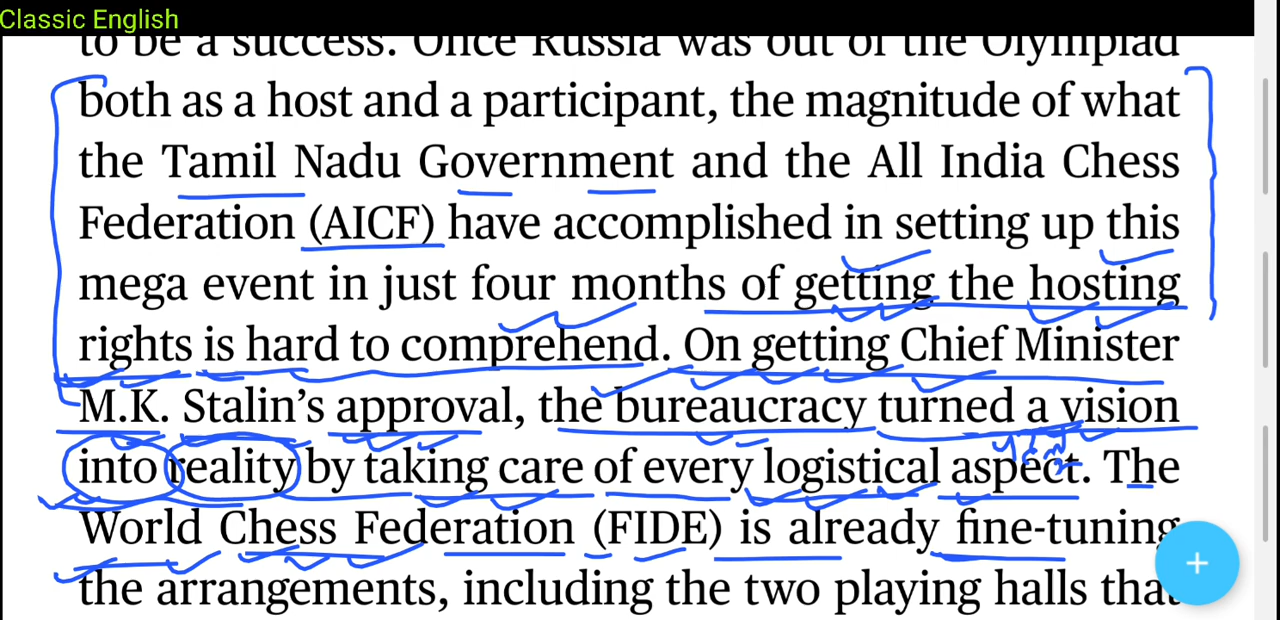 Classic English
to be a success. Once Russia was out of the Olympiad
both as a host and a participant, the magnitude of what
the Tamil Nadu Government and the All India Chess
Federation (AICF) have accomplished in setting up this
mega event in just four months of getting the hosting
rights is hard to comprehend. On getting Chief Minister
M.K. Stalin’s approval, the bureaucracy turned a vision
into reality by taking care of every logistical aspect. The
World Chess Federation (FIDE) is already fine-tuning
the arrangements, including the two playing halls that